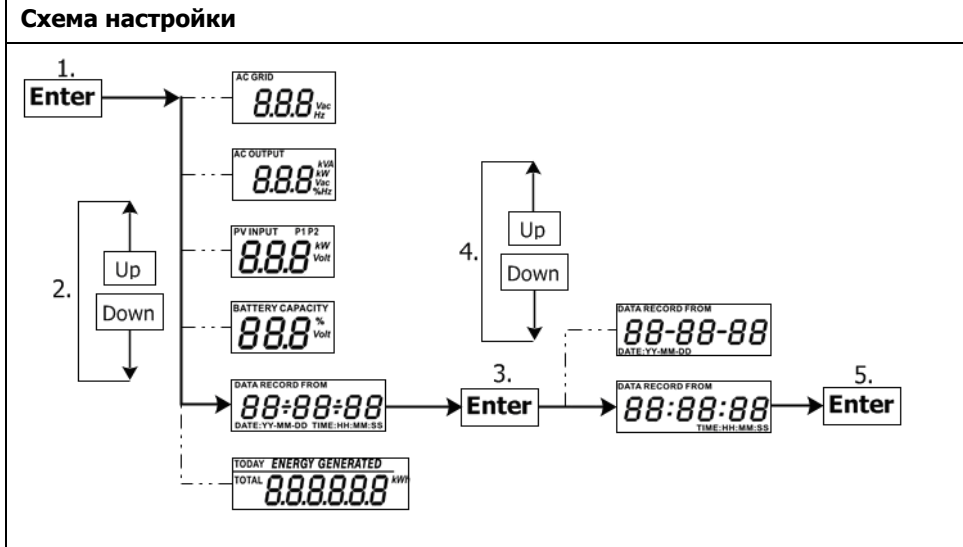 Схема настройки
1.
Enter
AC GRID
8.8.8 Vac Hz
AC OUTPUT
8.8.8 kVA kW Vac %Hz
2.
Up
Down
PV INPUT P1 P2
8.8.8 kW Volt
BATTERY CAPACITY
88.8 % Volt
DATA RECORD FROM
88÷88÷88
DATE:YY-MM-DD TIME:HH:MM:SS
TODAY ENERGY GENERATED
TOTAL 8.8.8.8.8.8 kWh
3.
Enter
4.
Up
Down
DATA RECORD FROM
88-88-88
DATE:YY-MM-DD
DATA RECORD FROM
88:88:88
TIME:HH:MM:SS
5.
Enter